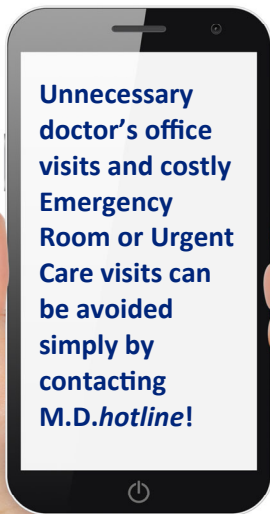 Unnecessary
doctor’s office
visits and costly
Emergency
Room or Urgent
Care visits can
be avoided
simply by
contacting
M.D.hotline!